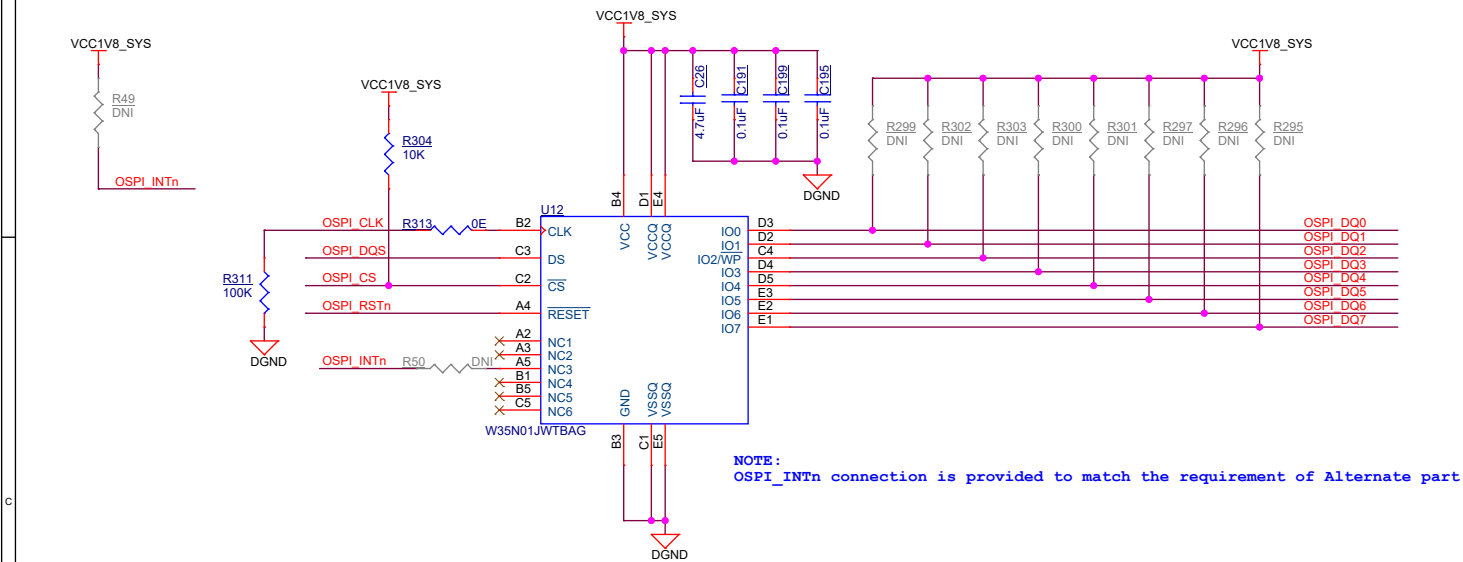 VCC1V8_SYS
VCC1V8_SYS
VCC1V8_SYS
VCC1V8_SYS
R49
DNI
OSPI_INTn
R304
10K
C26
4.7uF
C191
0.1uF
C199
0.1uF
C195
0.1uF
DGND
R299
DNI
R302
DNI
R303
DNI
R300
DNI
R301
DNI
R297
DNI
R296
DNI
R295
DNI
U12
B4
D1
E4
VCC
VCCQ
VCCQ
OSPI_CLK
R313
0E
B2
CLK
OSPI_DQS
C3
DS
OSPI_CS
C2
CS
OSPI_RSTn
A4
RESET
R311
100K
DGND
A2
NC1
A3
NC2
OSPI_INTn
R50
DNI
A5
NC3
B1
NC4
B5
NC5
C5
NC6
IO0
D3
OSPI_DQ0
IO1
D2
OSPI_DQ1
IO2/WP
C4
OSPI_DQ2
IO3
D4
OSPI_DQ3
IO4
D5
OSPI_DQ4
IO5
E3
OSPI_DQ5
IO6
E2
OSPI_DQ6
IO7
E1
OSPI_DQ7
GND
VSSQ
VSSQ
W35N01JWTBAG
B3
C1
E5
DGND
NOTE:
OSPI_INTn connection is provided to match the requirement of Alternate part
C